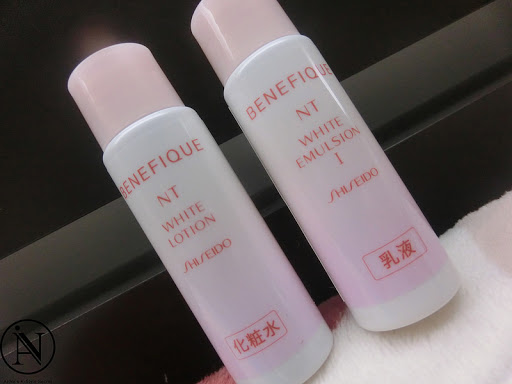 BENEFIQUE
NT
WHITE
LOTION
SHISEIDO
化粧水
BENEFIQUE
NT
WHITE
EMULSION
I
SHISEIDO
乳液